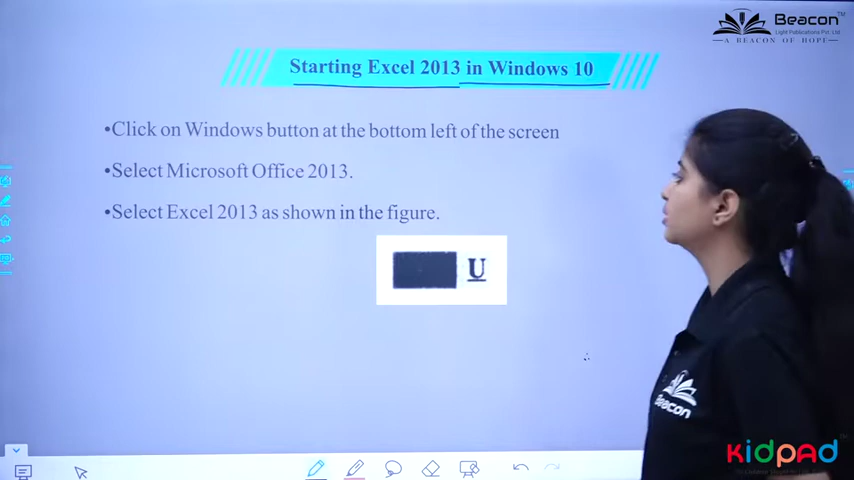 Beacon
Light Publications Pvt. Ltd.
A BEACON OF HOPE
Starting Excel 2013 in Windows 10
•Click on Windows button at the bottom left of the screen
•Select Microsoft Office 2013.
•Select Excel 2013 as shown in the figure.
U
Beacon
kidpad